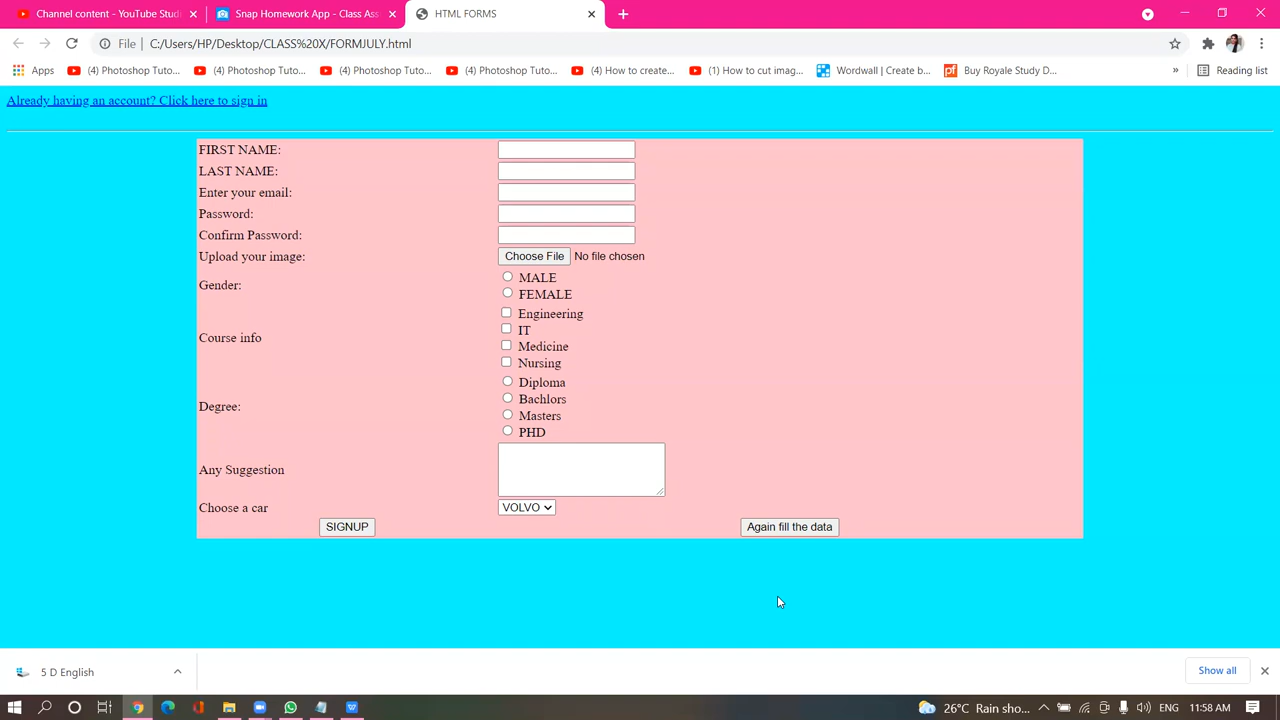 Channel content - YouTube Studi
Snap Homework App - Class Ass
HTML FORMS
File
C:/Users/HP/Desktop/CLASS%20X/FORMJULY.html
Apps
(4) Photoshop Tuto...
(4) Photoshop Tuto...
(4) Photoshop Tuto...
(4) Photoshop Tuto...
(4) How to create...
(1) How to cut imag...
Wordwall | Create b...
Buy Royale Study D...
»
Reading list
Already having an account? Click here to sign in
FIRST NAME:
LAST NAME:
Enter your email:
Password:
Confirm Password:
Upload your image:
Choose File No file chosen
Gender:
MALE
FEMALE
Course info
Engineering
IT
Medicine
Nursing
Degree:
Diploma
Bachlors
Masters
PHD
Any Suggestion
Choose a car
VOLVO
SIGNUP
Again fill the data
5 D English
Show all
26°C Rain sho...
ENG
11:58 AM